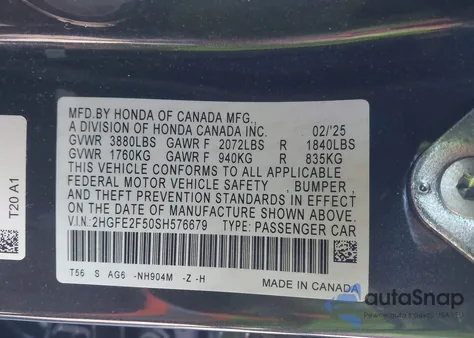 MFD.BY HONDA OF CANADA MFG.,
A DIVISION OF HONDA CANADA INC. 02/'25
GVWR 3880LBS GAWR F 2072LBS R 1840LBS
GVWR 1760KG GAWR F 940KG R 835KG
THIS VEHICLE CONFORMS TO ALL APPLICABLE
FEDERAL MOTOR VEHICLE SAFETY , BUMPER ,
AND THEFT PREVENTION STANDARDS IN EFFECT
ON THE DATE OF MANUFACTURE SHOWN ABOVE.
V.I.N: 2HGFE2F50SH576679 TYPE: PASSENGER CAR
T56 S AG6 -NH904M -Z -H
MADE IN CANADA
T20 A1
autoSnap